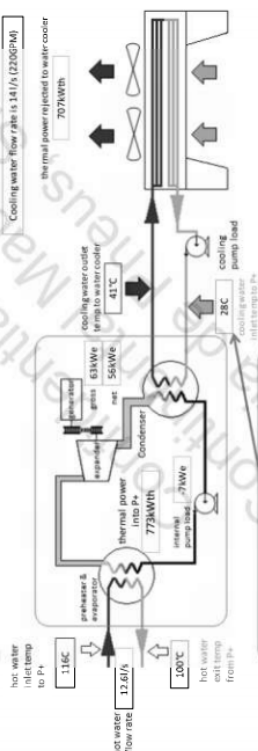 Cooling water flow rate is 14 l/s (220GPM)
thermal power rejected to water cooler
707kWth
cooling water outlet
temp to water cooler
41°C
cooling
pump load
28C
cooling water
inlet temp to P+
generator
gross
63kWe
net
56kWe
expander
Condenser
thermal power
into P+
773kWth
internal
pump load
-7kWe
preheater &
evaporator
hot water
inlet temp
to P+
116C
hot water
flow rate
12.6l/s
100°C
hot water
exit temp
from P+